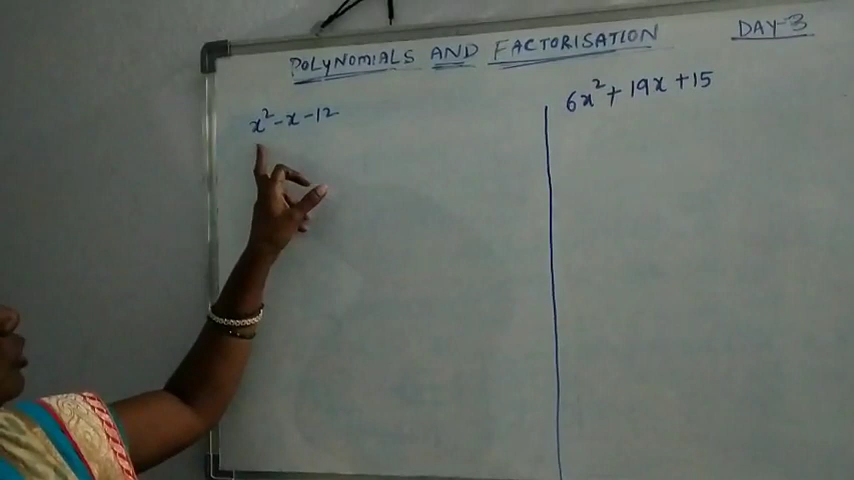 POLYNOMIALS AND FACTORISATION
DAY-3
x² - x - 12
6x² + 19x + 15